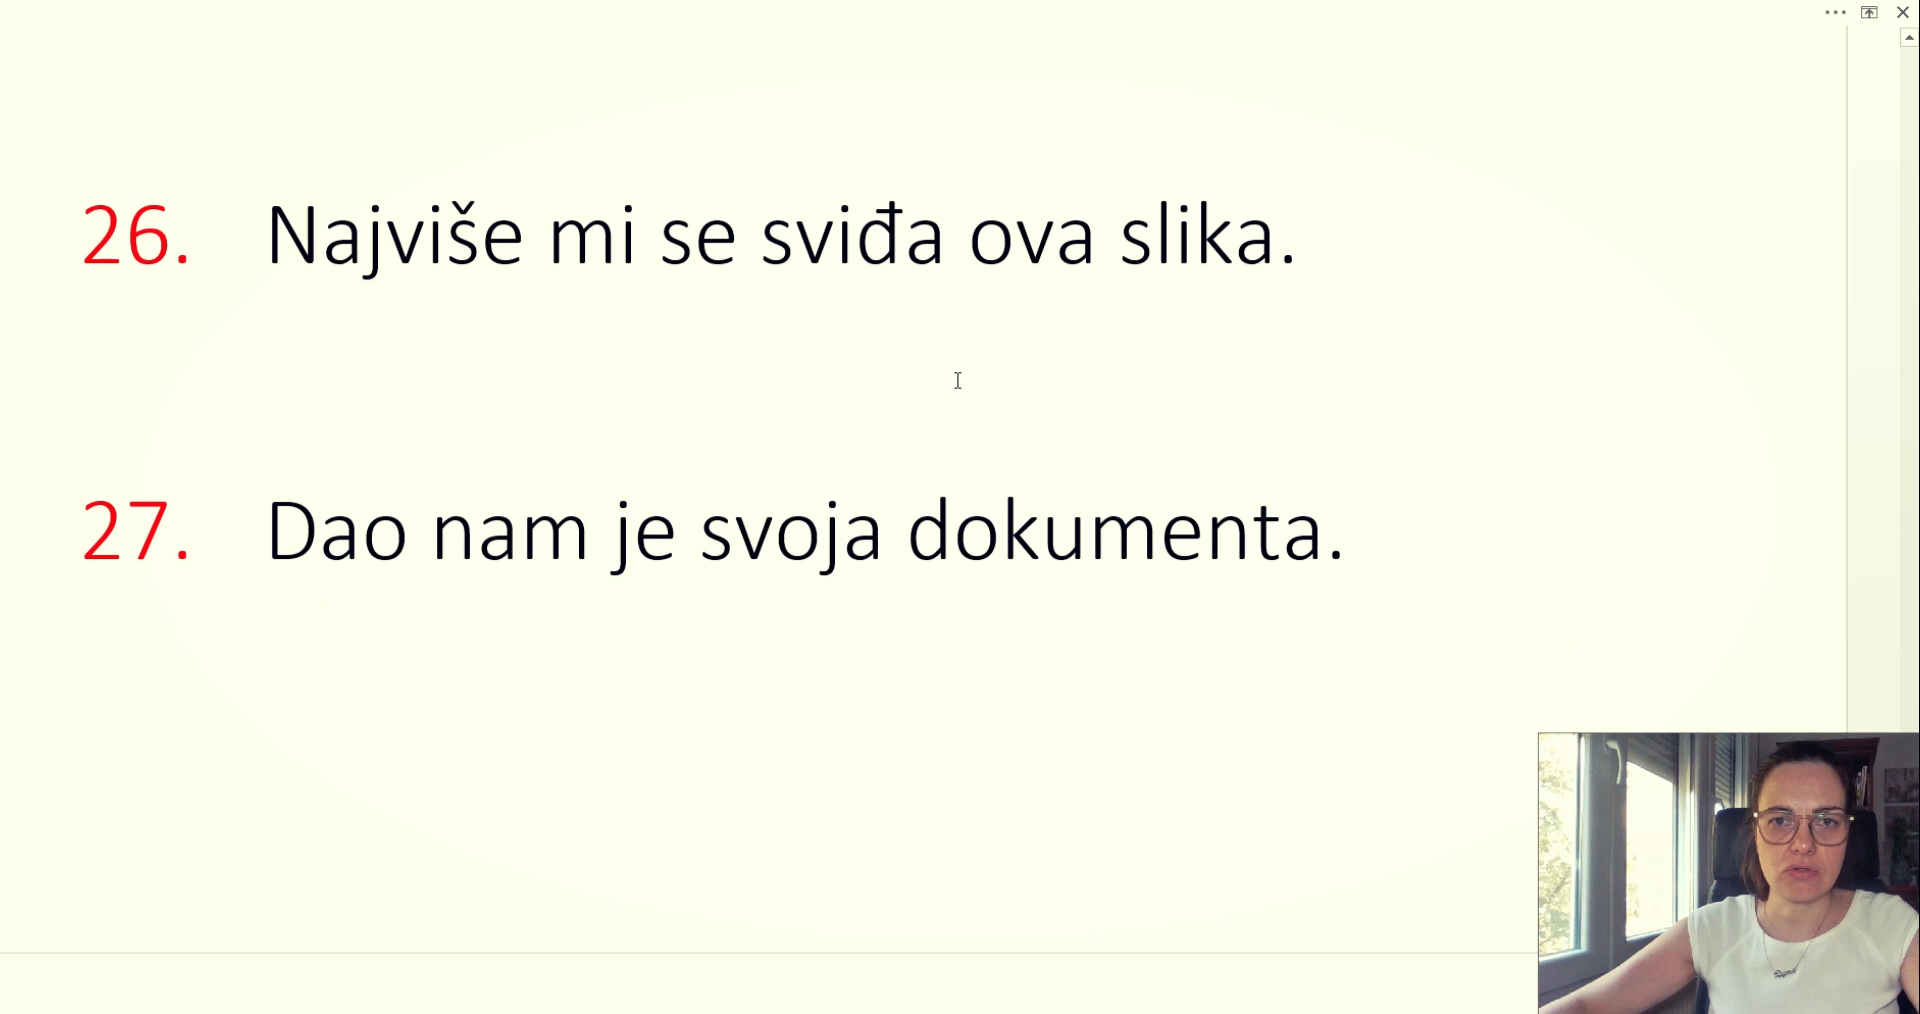 26. Najviše mi se sviđa ova slika.
27. Dao nam je svoja dokumenta.